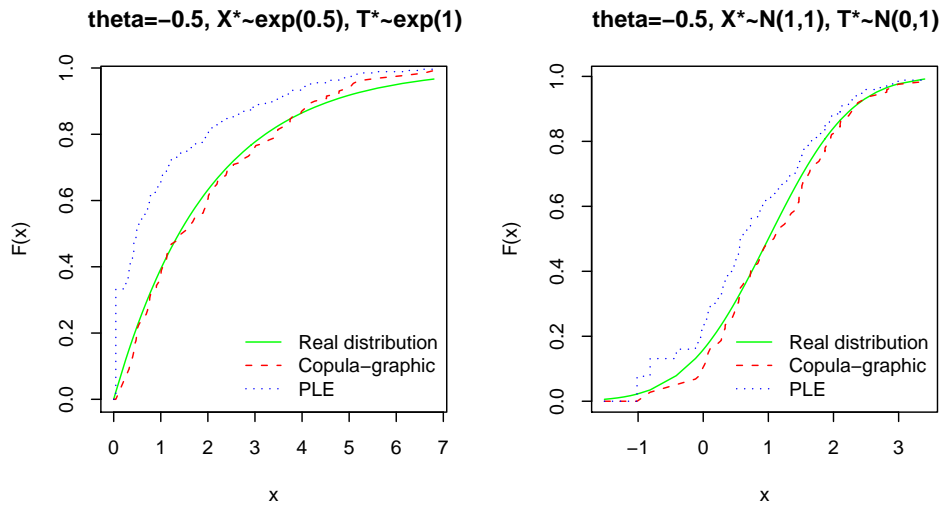 theta=−0.5, X*~exp(0.5), T*~exp(1)
F(x)
1.0
0.8
0.6
0.4
0.2
0.0
Real distribution
Copula−graphic
PLE
0 1 2 3 4 5 6 7
x
theta=−0.5, X*~N(1,1), T*~N(0,1)
F(x)
1.0
0.8
0.6
0.4
0.2
0.0
Real distribution
Copula−graphic
PLE
−1 0 1 2 3
x